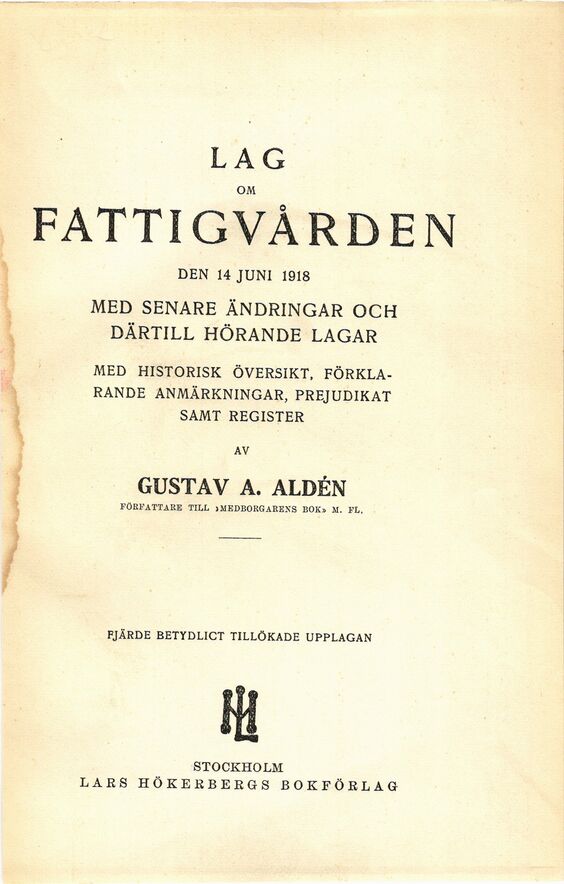 LAG
OM
FATTIGVÅRDEN
DEN 14 JUNI 1918
MED SENARE ÄNDRINGAR OCH
DÄRTILL HÖRANDE LAGAR
MED HISTORISK ÖVERSIKT, FÖRKLA-
RANDE ANMÄRKNINGAR, PREJUDIKAT
SAMT REGISTER
AV
GUSTAV A. ALDÉN
FÖRFATTARE TILL »MEDBORGARENS BOK» M. FL.
FJÄRDE BETYDLIGT TILLÖKADE UPPLAGAN
STOCKHOLM
LARS HÖKERBERGS BOKFÖRLAG